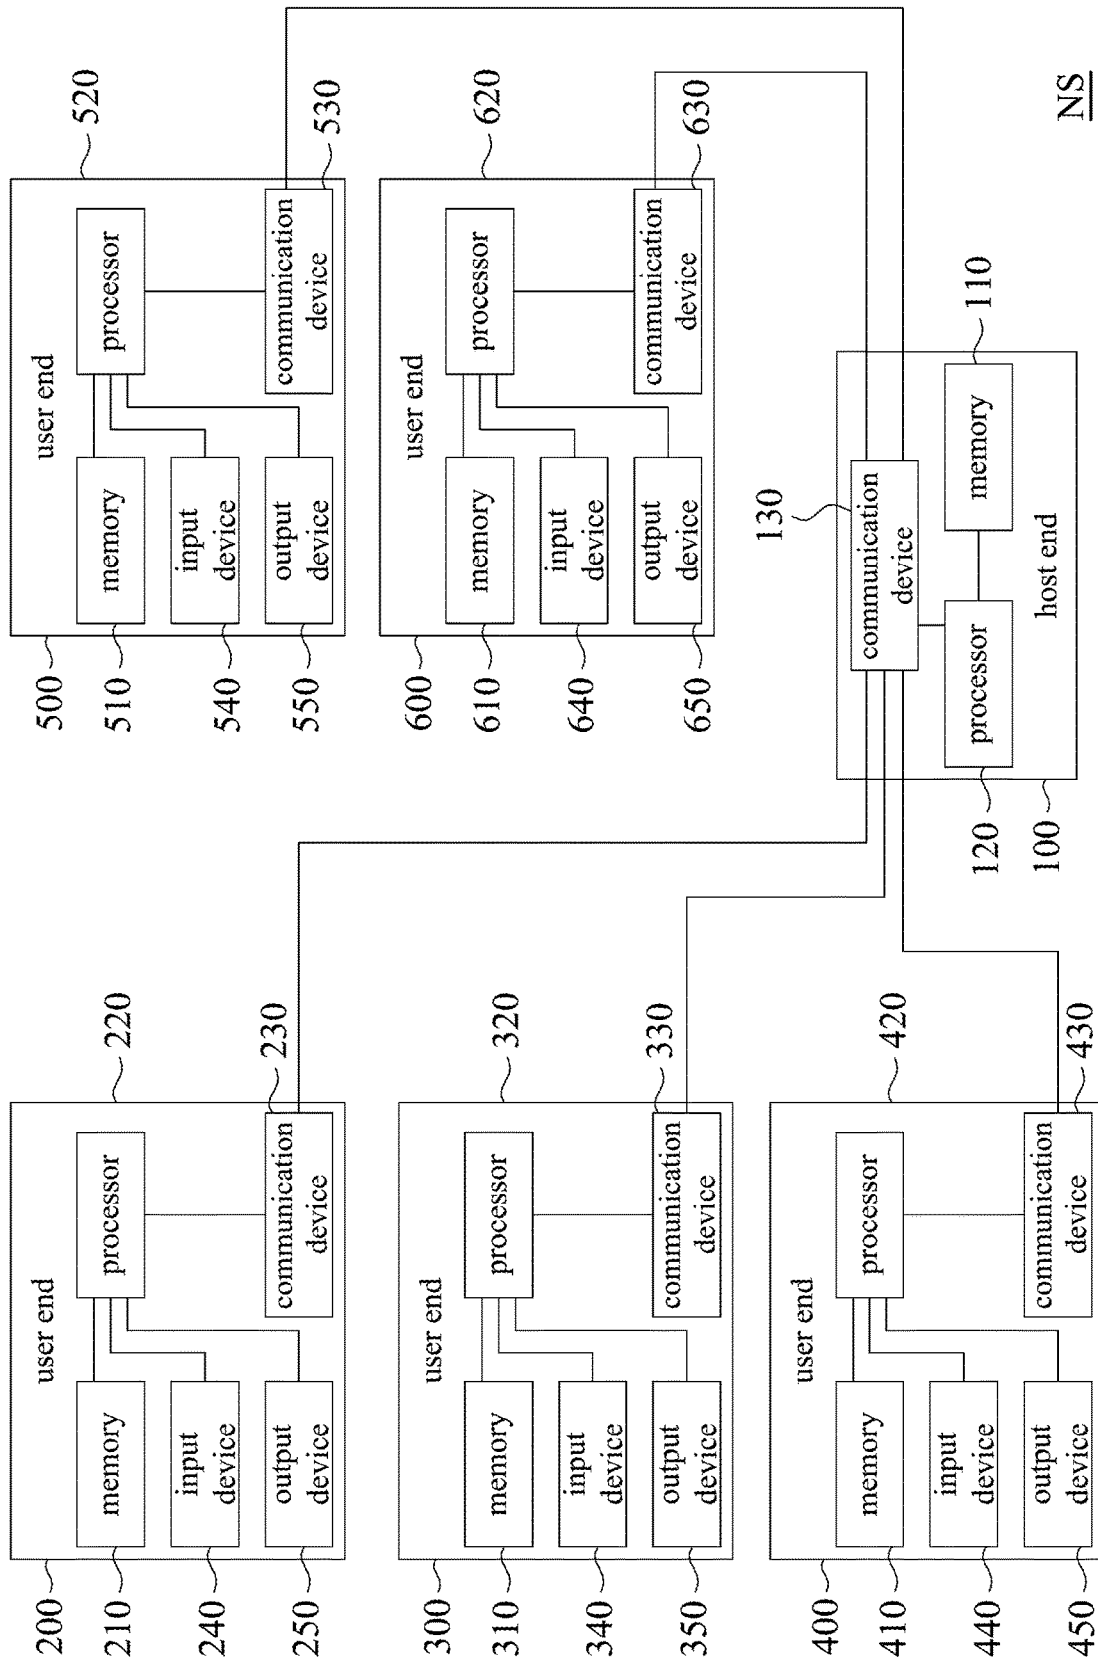 200
user end
210
memory
processor
220
240
input
device
250
output
device
communication
device
230
300
user end
310
memory
processor
320
340
input
device
350
output
device
communication
device
330
400
user end
410
memory
processor
420
440
input
device
450
output
device
communication
device
430
500
user end
510
memory
processor
520
540
input
device
550
output
device
communication
device
530
600
user end
610
memory
processor
620
640
input
device
650
output
device
communication
device
630
130
communication
device
120
processor
memory
110
100
host end
NS